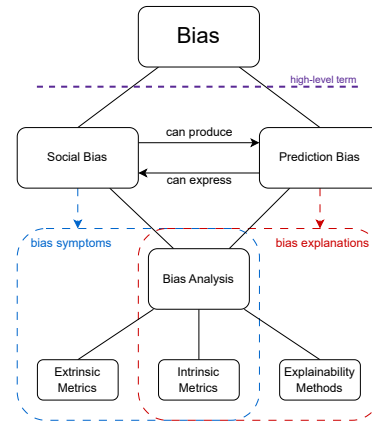 Bias
high-level term
can produce
Social Bias
Prediction Bias
can express
bias symptoms
bias explanations
Bias Analysis
Extrinsic
Metrics
Intrinsic
Metrics
Explainability
Methods